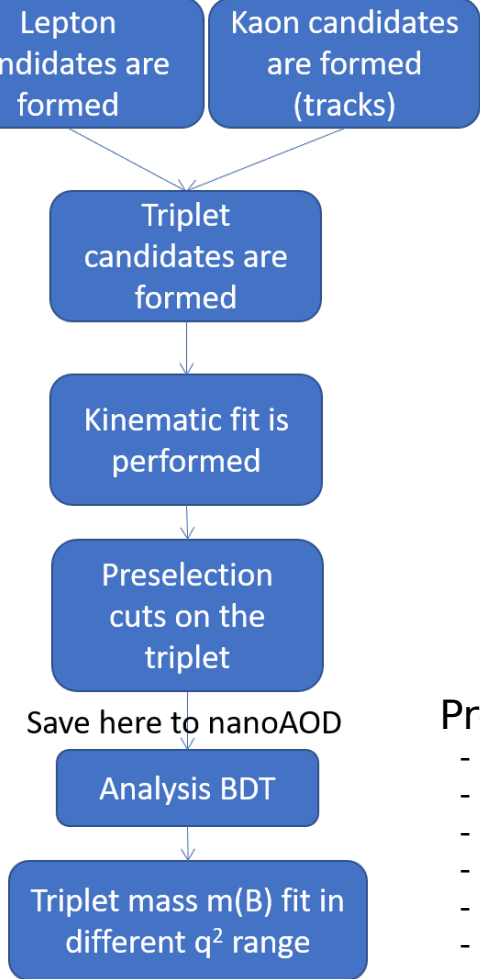 Lepton
ndidates are
formed
Kaon candidates
are formed
(tracks)
Triplet
candidates are
formed
Kinematic fit is
performed
Preselection
cuts on the
triplet
Save here to nanoAOD
Analysis BDT
Triplet mass m(B) fit in
different q² range
Pr
-
-
-
-
-
-